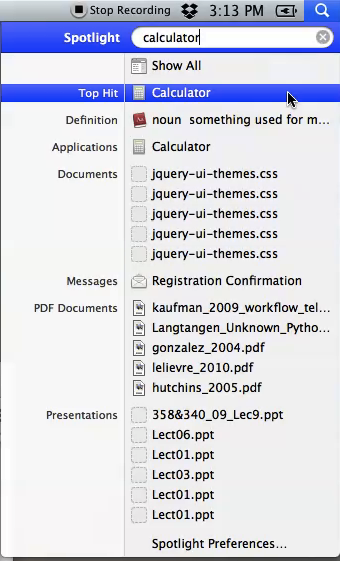 Stop Recording 3:13 PM
Spotlight calculator
Show All
Top Hit Calculator
Definition noun something used for m...
Applications Calculator
Documents jquery-ui-themes.css
jquery-ui-themes.css
jquery-ui-themes.css
jquery-ui-themes.css
jquery-ui-themes.css
Messages Registration Confirmation
PDF Documents kaufman_2009_workflow_tel...
Langtangen_Unknown_Pytho...
gonzalez_2004.pdf
lelievre_2010.pdf
hutchins_2005.pdf
Presentations 358&340_09_Lec9.ppt
Lect06.ppt
Lect01.ppt
Lect03.ppt
Lect01.ppt
Lect01.ppt
Spotlight Preferences...